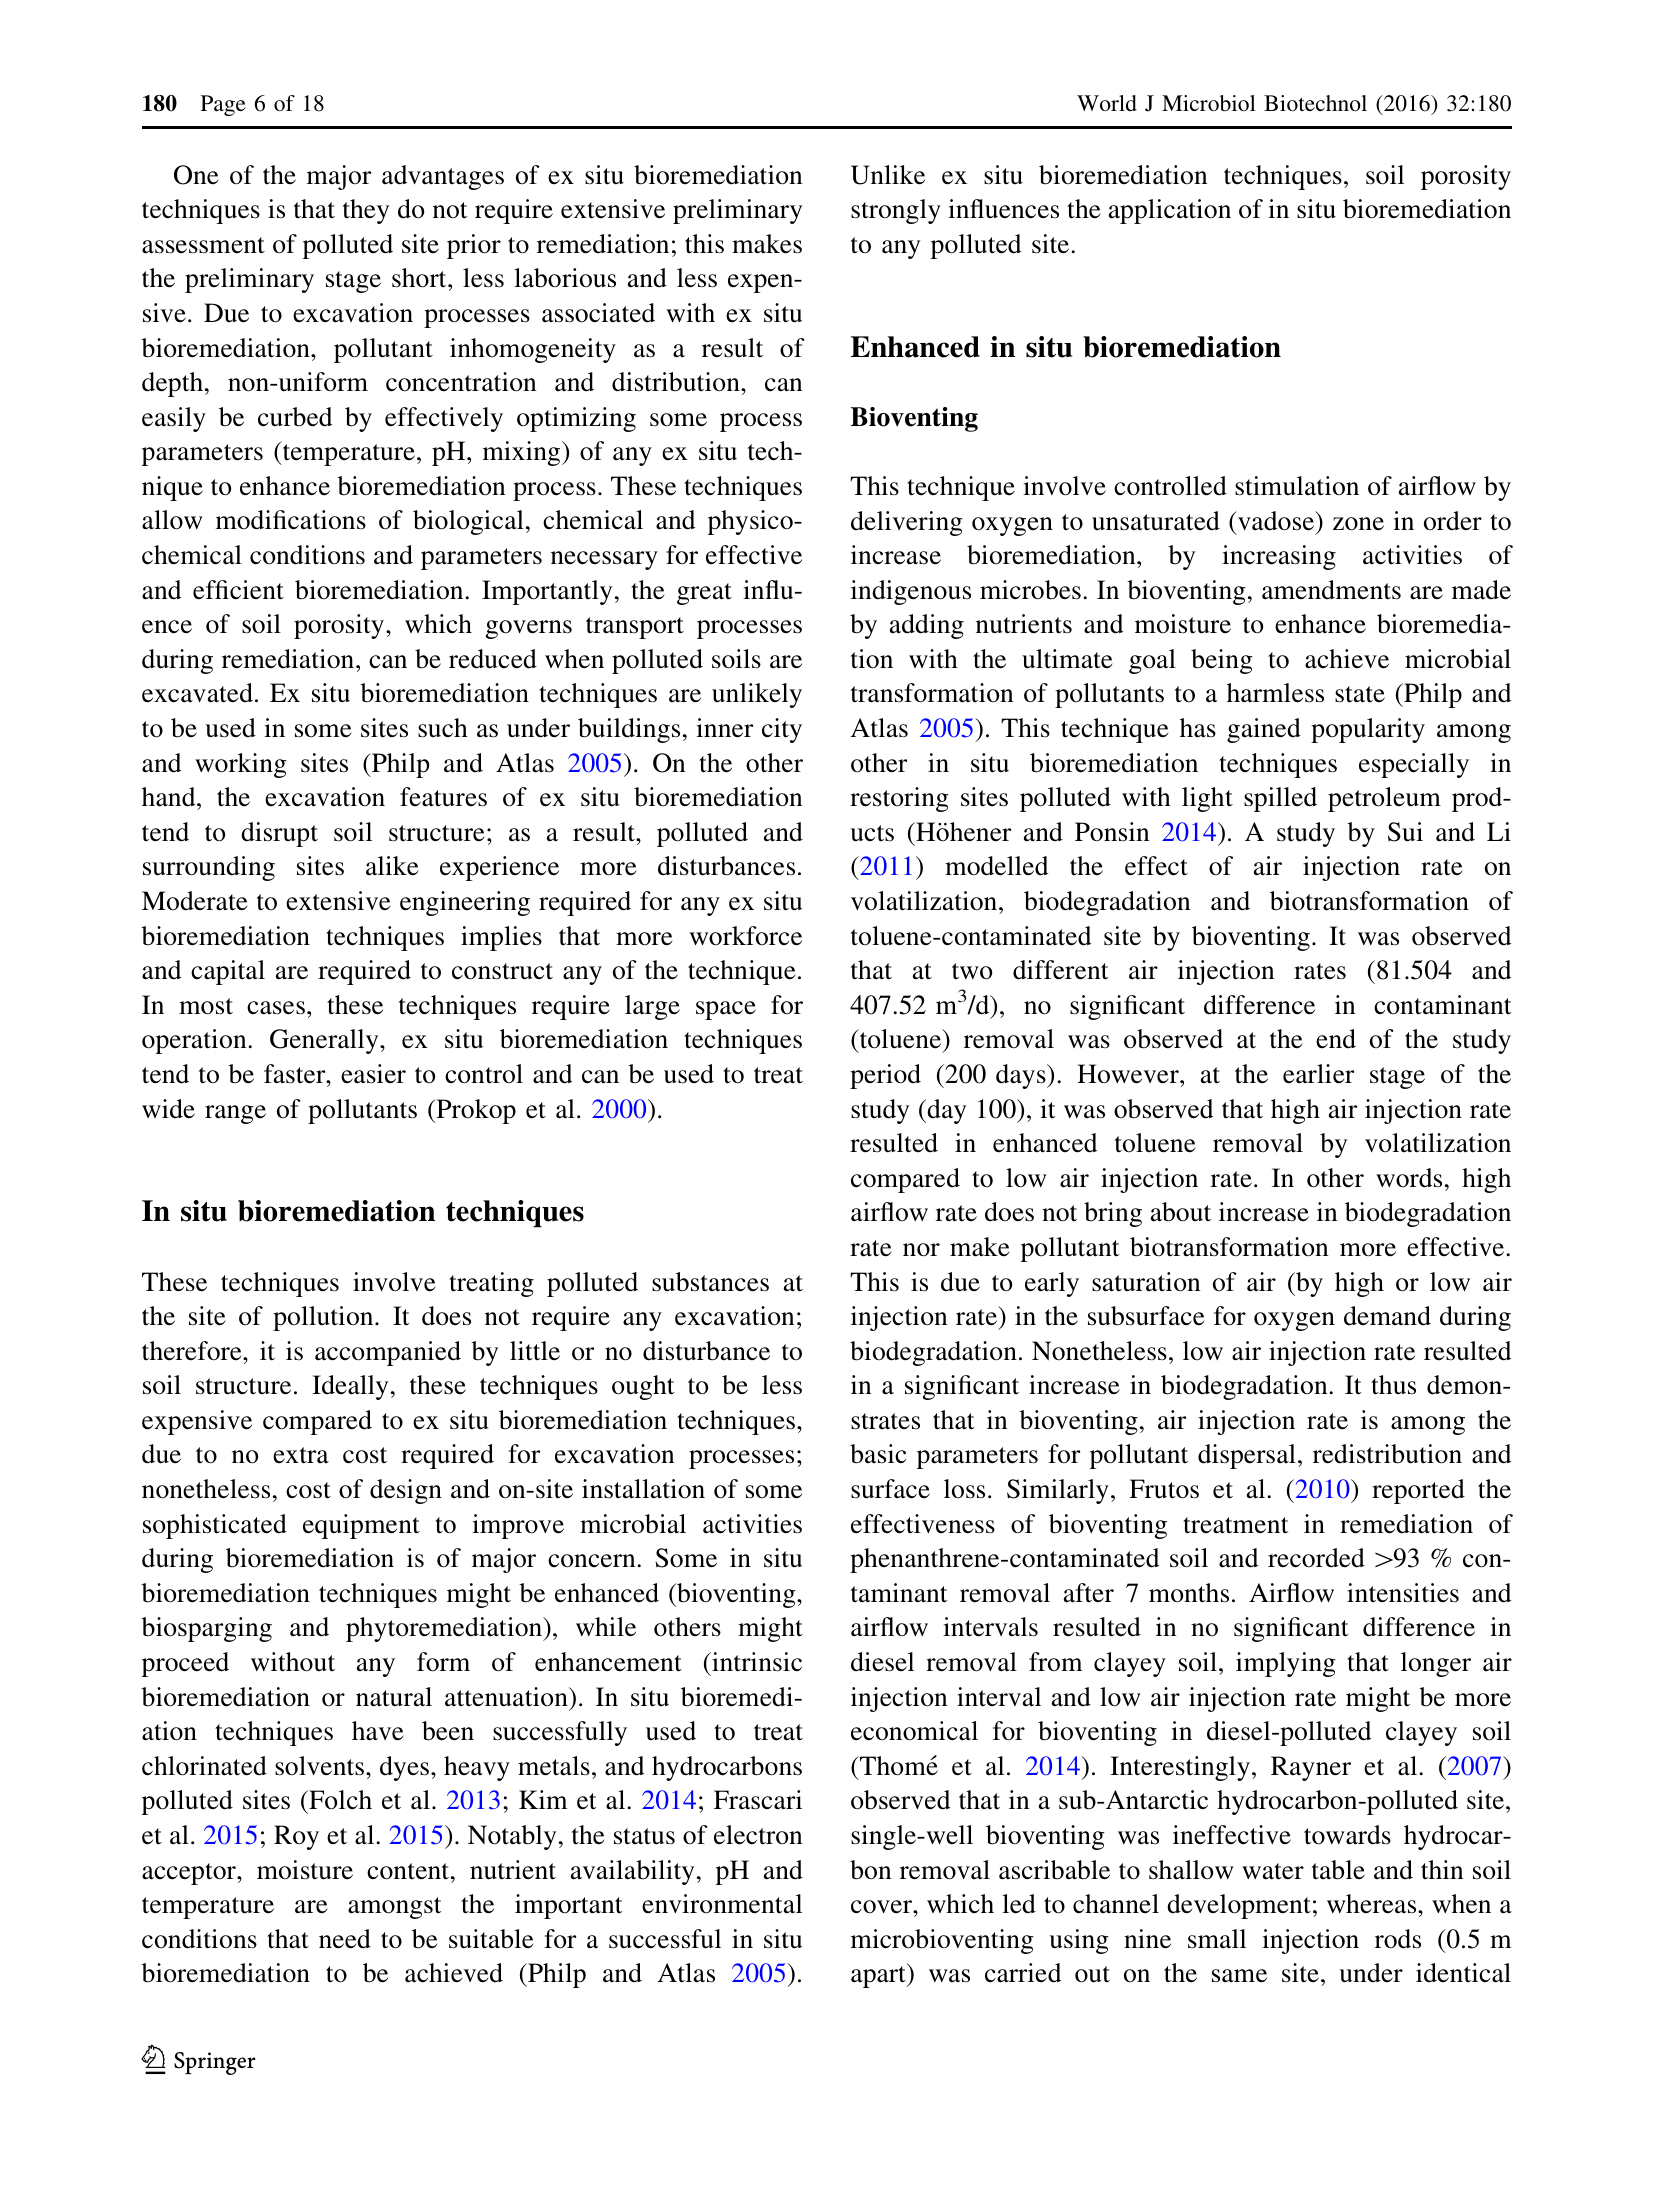 180 Page 6 of 18
World J Microbiol Biotechnol (2016) 32:180
One of the major advantages of ex situ bioremediation
techniques is that they do not require extensive preliminary
assessment of polluted site prior to remediation; this makes
the preliminary stage short, less laborious and less expen-
sive. Due to excavation processes associated with ex situ
bioremediation, pollutant inhomogeneity as a result of
depth, non-uniform concentration and distribution, can
easily be curbed by effectively optimizing some process
parameters (temperature, pH, mixing) of any ex situ tech-
nique to enhance bioremediation process. These techniques
allow modifications of biological, chemical and physico-
chemical conditions and parameters necessary for effective
and efficient bioremediation. Importantly, the great influ-
ence of soil porosity, which governs transport processes
during remediation, can be reduced when polluted soils are
excavated. Ex situ bioremediation techniques are unlikely
to be used in some sites such as under buildings, inner city
and working sites (Philp and Atlas 2005). On the other
hand, the excavation features of ex situ bioremediation
tend to disrupt soil structure; as a result, polluted and
surrounding sites alike experience more disturbances.
Moderate to extensive engineering required for any ex situ
bioremediation techniques implies that more workforce
and capital are required to construct any of the technique.
In most cases, these techniques require large space for
operation. Generally, ex situ bioremediation techniques
tend to be faster, easier to control and can be used to treat
wide range of pollutants (Prokop et al. 2000).
In situ bioremediation techniques
These techniques involve treating polluted substances at
the site of pollution. It does not require any excavation;
therefore, it is accompanied by little or no disturbance to
soil structure. Ideally, these techniques ought to be less
expensive compared to ex situ bioremediation techniques,
due to no extra cost required for excavation processes;
nonetheless, cost of design and on-site installation of some
sophisticated equipment to improve microbial activities
during bioremediation is of major concern. Some in situ
bioremediation techniques might be enhanced (bioventing,
biosparging and phytoremediation), while others might
proceed without any form of enhancement (intrinsic
bioremediation or natural attenuation). In situ bioremedi-
ation techniques have been successfully used to treat
chlorinated solvents, dyes, heavy metals, and hydrocarbons
polluted sites (Folch et al. 2013; Kim et al. 2014; Frascari
et al. 2015; Roy et al. 2015). Notably, the status of electron
acceptor, moisture content, nutrient availability, pH and
temperature are amongst the important environmental
conditions that need to be suitable for a successful in situ
bioremediation to be achieved (Philp and Atlas 2005).
Unlike ex situ bioremediation techniques, soil porosity
strongly influences the application of in situ bioremediation
to any polluted site.
Enhanced in situ bioremediation
Bioventing
This technique involve controlled stimulation of airflow by
delivering oxygen to unsaturated (vadose) zone in order to
increase bioremediation, by increasing activities of
indigenous microbes. In bioventing, amendments are made
by adding nutrients and moisture to enhance bioremedia-
tion with the ultimate goal being to achieve microbial
transformation of pollutants to a harmless state (Philp and
Atlas 2005). This technique has gained popularity among
other in situ bioremediation techniques especially in
restoring sites polluted with light spilled petroleum prod-
ucts (Höhener and Ponsin 2014). A study by Sui and Li
(2011) modelled the effect of air injection rate on
volatilization, biodegradation and biotransformation of
toluene-contaminated site by bioventing. It was observed
that at two different air injection rates (81.504 and
407.52 m³/d), no significant difference in contaminant
(toluene) removal was observed at the end of the study
period (200 days). However, at the earlier stage of the
study (day 100), it was observed that high air injection rate
resulted in enhanced toluene removal by volatilization
compared to low air injection rate. In other words, high
airflow rate does not bring about increase in biodegradation
rate nor make pollutant biotransformation more effective.
This is due to early saturation of air (by high or low air
injection rate) in the subsurface for oxygen demand during
biodegradation. Nonetheless, low air injection rate resulted
in a significant increase in biodegradation. It thus demon-
strates that in bioventing, air injection rate is among the
basic parameters for pollutant dispersal, redistribution and
surface loss. Similarly, Frutos et al. (2010) reported the
effectiveness of bioventing treatment in remediation of
phenanthrene-contaminated soil and recorded >93 % con-
taminant removal after 7 months. Airflow intensities and
airflow intervals resulted in no significant difference in
diesel removal from clayey soil, implying that longer air
injection interval and low air injection rate might be more
economical for bioventing in diesel-polluted clayey soil
(Thomé et al. 2014). Interestingly, Rayner et al. (2007)
observed that in a sub-Antarctic hydrocarbon-polluted site,
single-well bioventing was ineffective towards hydrocar-
bon removal ascribable to shallow water table and thin soil
cover, which led to channel development; whereas, when a
microbioventing using nine small injection rods (0.5 m
apart) was carried out on the same site, under identical
Springer